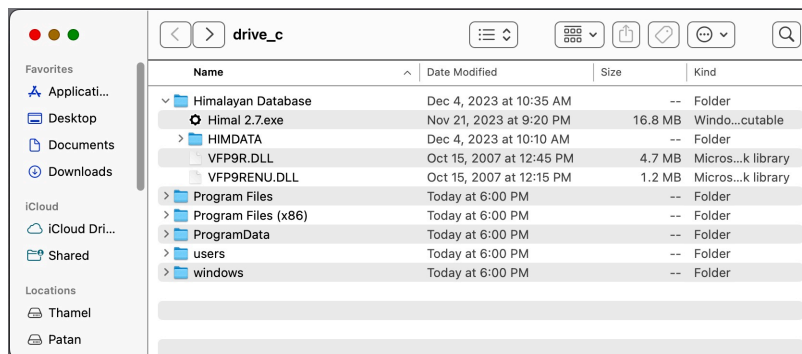 drive_c
Favorites
Applicati...
Desktop
Documents
Downloads
iCloud
iCloud Dri...
Shared
Locations
Thamel
Patan
Name Date Modified Size Kind
Himalayan Database Dec 4, 2023 at 10:35 AM -- Folder
Himal 2.7.exe Nov 21, 2023 at 9:20 PM 16.8 MB Windo...cutable
HIMDATA Dec 4, 2023 at 10:10 AM -- Folder
VFP9R.DLL Oct 15, 2007 at 12:45 PM 4.7 MB Micros...k library
VFP9RENU.DLL Oct 15, 2007 at 12:15 PM 1.2 MB Micros...k library
Program Files Today at 6:00 PM -- Folder
Program Files (x86) Today at 6:00 PM -- Folder
ProgramData Today at 6:00 PM -- Folder
users Today at 6:00 PM -- Folder
windows Today at 6:00 PM -- Folder